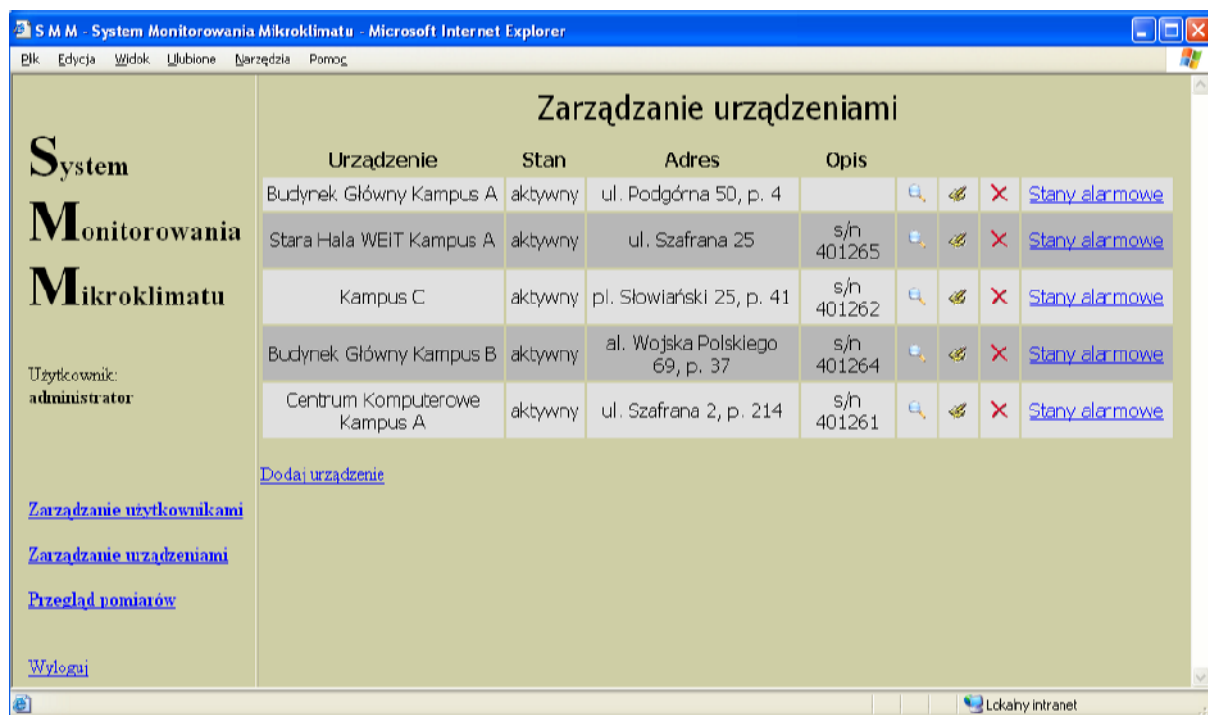 S M M - System Monitorowania Mikroklimatu - Microsoft Internet Explorer
Plik Edycja Widok Ulubione Narzędzia Pomoc
System
Monitorowania
Mikroklimatu
Użytkownik:
administrator
Zarządzanie użytkownikami
Zarządzanie urządzeniami
Przegląd pomiarów
Wyloguj
Zarządzanie urządzeniami
Urządzenie Stan Adres Opis
Budynek Główny Kampus A aktywny ul. Podgórna 50, p. 4 Stany alarmowe
Stara Hala WEiT Kampus A aktywny ul. Szafrana 25 s/n 401265 Stany alarmowe
Kampus C aktywny pl. Słowiański 25, p. 41 s/n 401262 Stany alarmowe
Budynek Główny Kampus B aktywny al. Wojska Polskiego 69, p. 37 s/n 401264 Stany alarmowe
Centrum Komputerowe Kampus A aktywny ul. Szafrana 2, p. 214 s/n 401261 Stany alarmowe
Dodaj urządzenie
Lokalny intranet